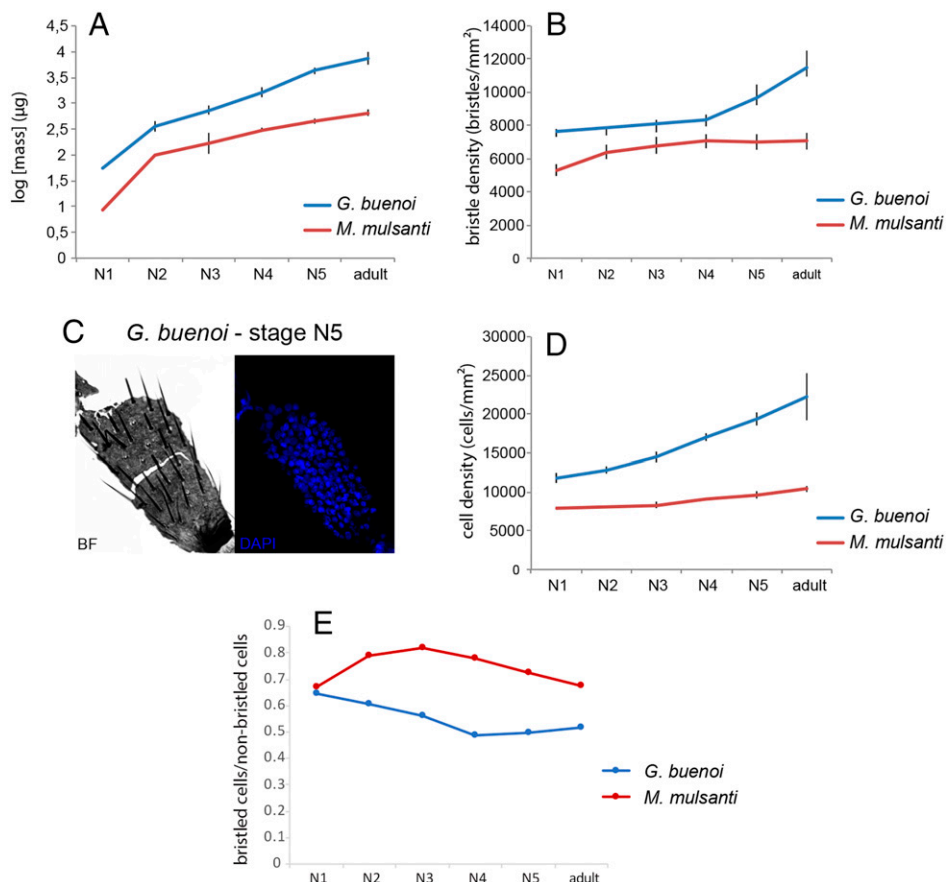 A
log [mass] (µg)
4,5
4
3,5
3
2,5
2
1,5
1
0,5
0
N1 N2 N3 N4 N5 adult
G. buenoi
M. mulsanti
B
bristle density (bristles/mm²)
14000
12000
10000
8000
6000
4000
2000
0
N1 N2 N3 N4 N5 adult
G. buenoi
M. mulsanti
C
G. buenoi - stage N5
BF
DAPI
D
cell density (cells/mm²)
30000
25000
20000
15000
10000
5000
0
N1 N2 N3 N4 N5 adult
G. buenoi
M. mulsanti
E
bristled cells/non-bristled cells
0.9
0.8
0.7
0.6
0.5
0.4
0.3
0.2
0.1
0
N1 N2 N3 N4 N5 adult
G. buenoi
M. mulsanti